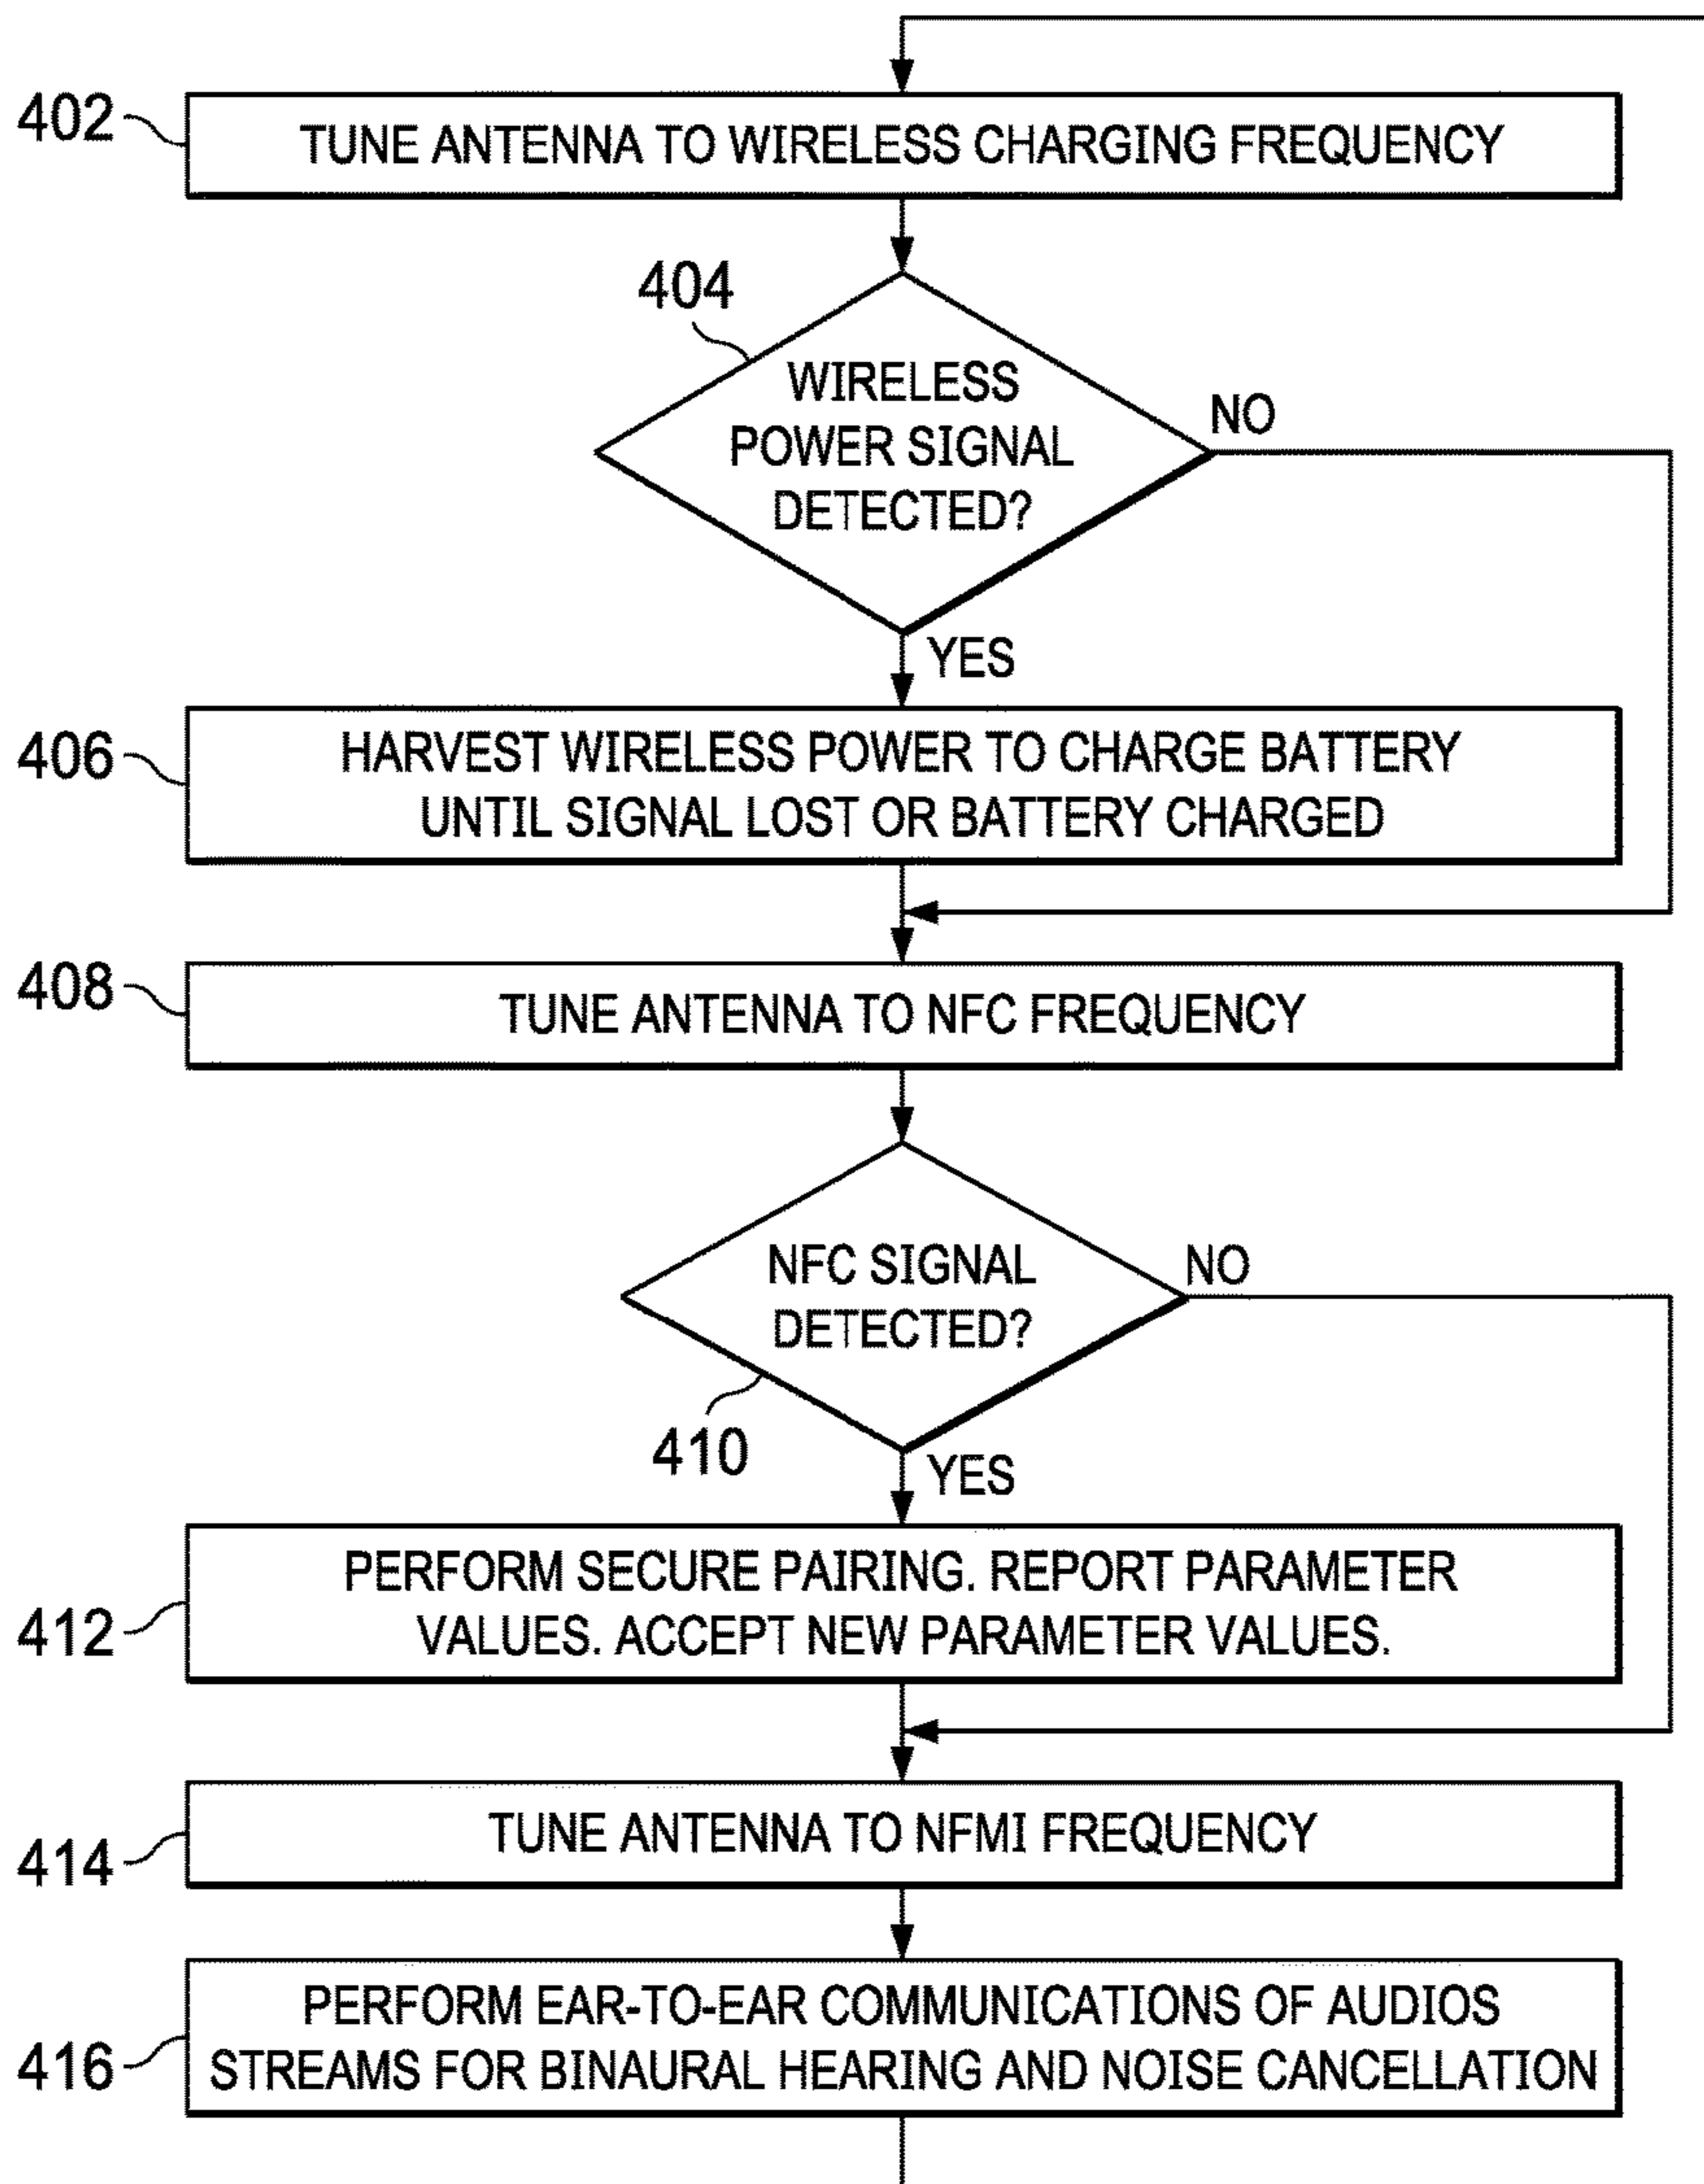 402
TUNE ANTENNA TO WIRELESS CHARGING FREQUENCY
404
WIRELESS
POWER SIGNAL
DETECTED?
NO
YES
406
HARVEST WIRELESS POWER TO CHARGE BATTERY
UNTIL SIGNAL LOST OR BATTERY CHARGED
408
TUNE ANTENNA TO NFC FREQUENCY
NFC SIGNAL
DETECTED?
NO
410
YES
412
PERFORM SECURE PAIRING. REPORT PARAMETER
VALUES. ACCEPT NEW PARAMETER VALUES.
414
TUNE ANTENNA TO NFMI FREQUENCY
416
PERFORM EAR-TO-EAR COMMUNICATIONS OF AUDIOS
STREAMS FOR BINAURAL HEARING AND NOISE CANCELLATION